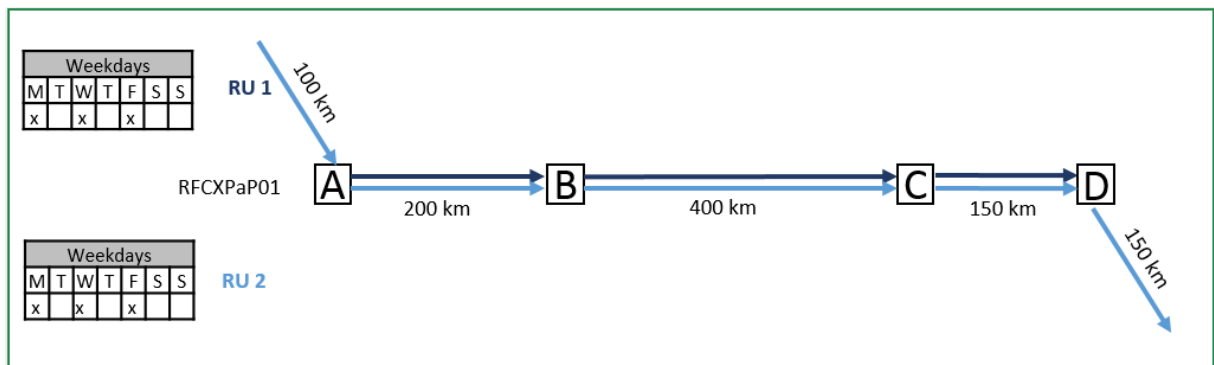 Weekdays
M T W T F S S
x x x
RU 1
100 km
RFCXPaP01
A B C D
200 km
400 km
150 km
150 km
Weekdays
M T W T F S S
x x x
RU 2